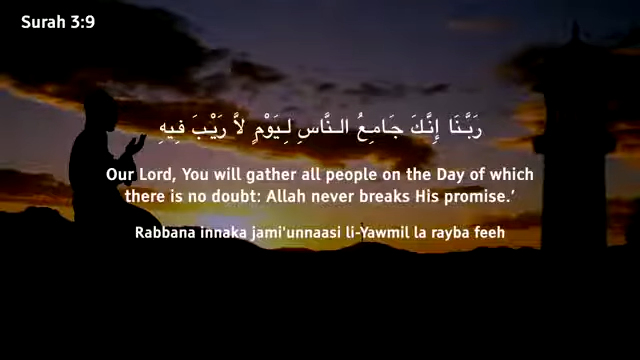 Surah 3:9
رَبَّنَا إِنَّكَ جَامِعُ النَّاسِ لِيَوْمٍ لاَّ رَيْبَ فِيهِ
Our Lord, You will gather all people on the Day of which
there is no doubt: Allah never breaks His promise.’
Rabbana innaka jami'unnaasi li-Yawmil la rayba feeh